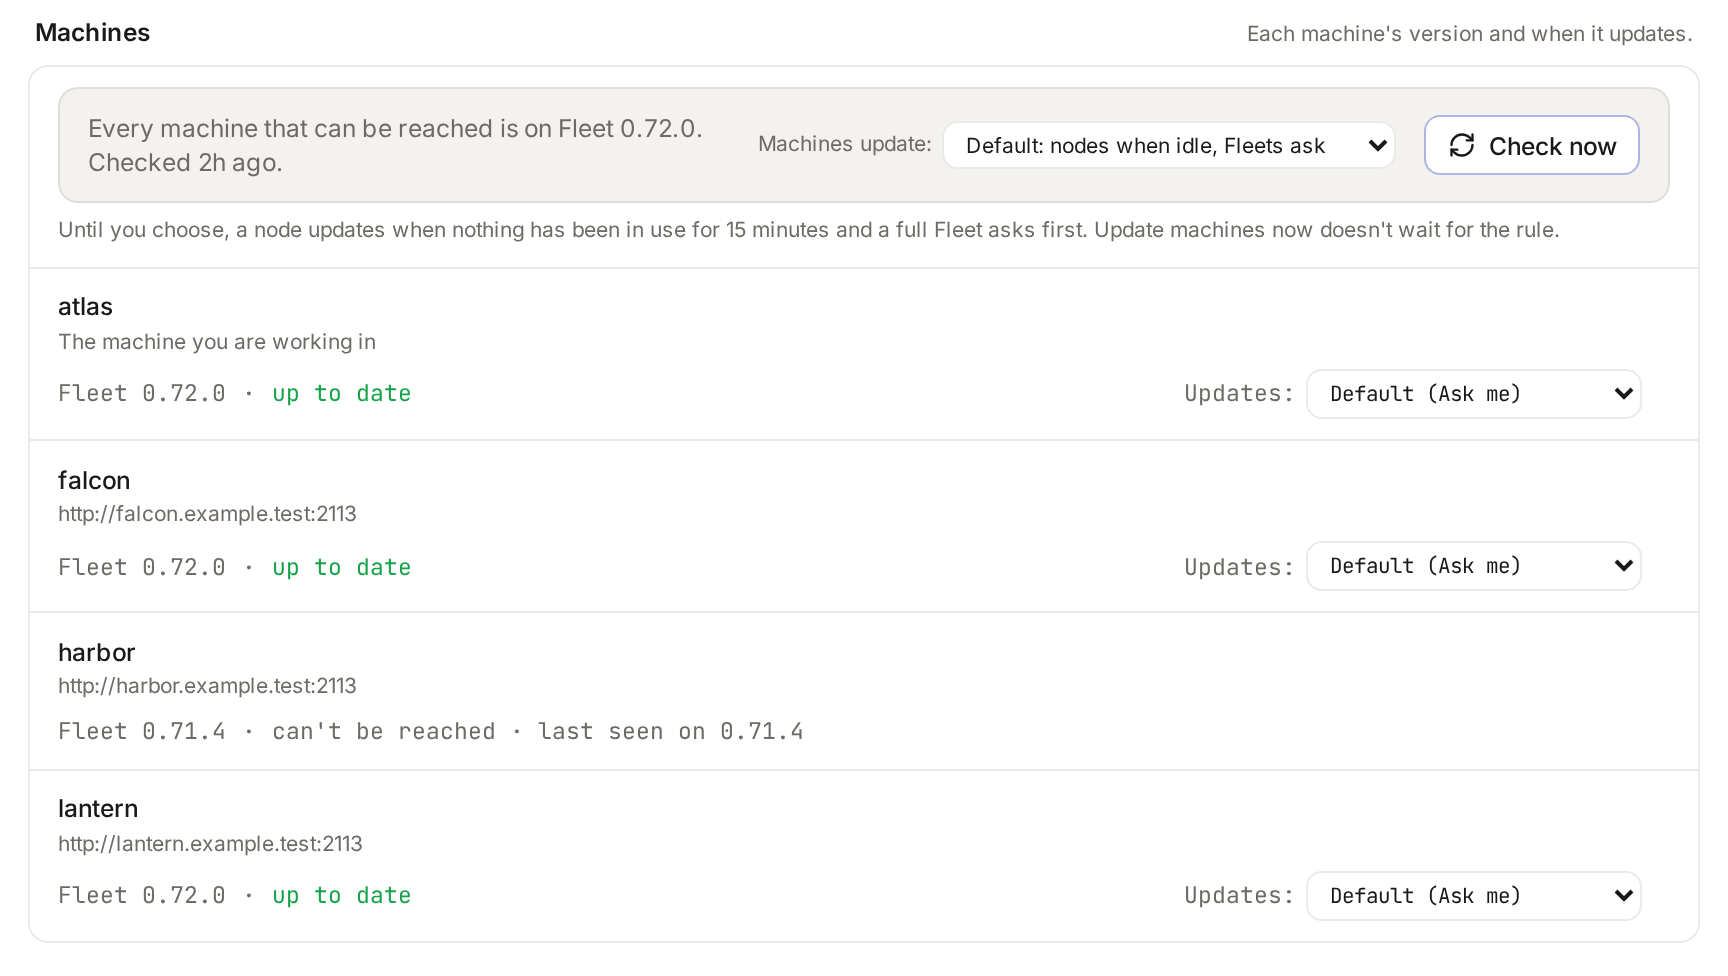 Machines
Each machine's version and when it updates.
Every machine that can be reached is on Fleet 0.72.0.
Checked 2h ago.
Machines update:
Default: nodes when idle, Fleets ask
Check now
Until you choose, a node updates when nothing has been in use for 15 minutes and a full Fleet asks first. Update machines now doesn't wait for the rule.
atlas
The machine you are working in
Fleet 0.72.0 · up to date
Updates: Default (Ask me)
falcon
http://falcon.example.test:2113
Fleet 0.72.0 · up to date
Updates: Default (Ask me)
harbor
http://harbor.example.test:2113
Fleet 0.71.4 · can't be reached · last seen on 0.71.4
lantern
http://lantern.example.test:2113
Fleet 0.72.0 · up to date
Updates: Default (Ask me)